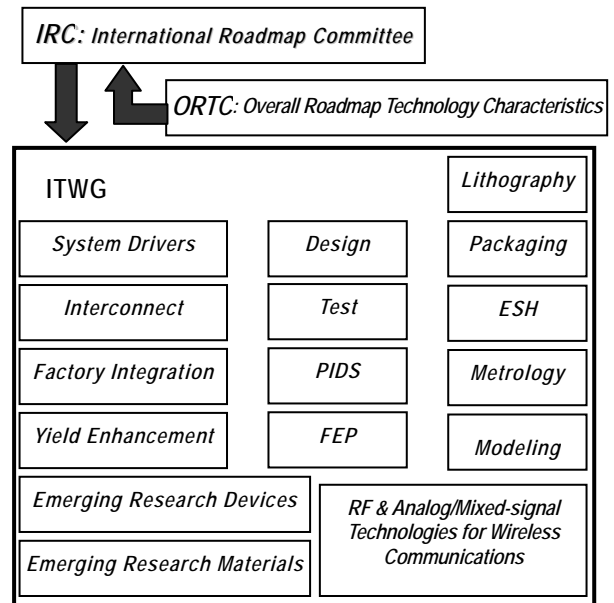 IRC: International Roadmap Committee
ORTC: Overall Roadmap Technology Characteristics
ITWG
Lithography
System Drivers
Design
Packaging
Interconnect
Test
ESH
Factory Integration
PIDS
Metrology
Yield Enhancement
FEP
Modeling
Emerging Research Devices
RF & Analog/Mixed-signal
Technologies for Wireless
Communications
Emerging Research Materials